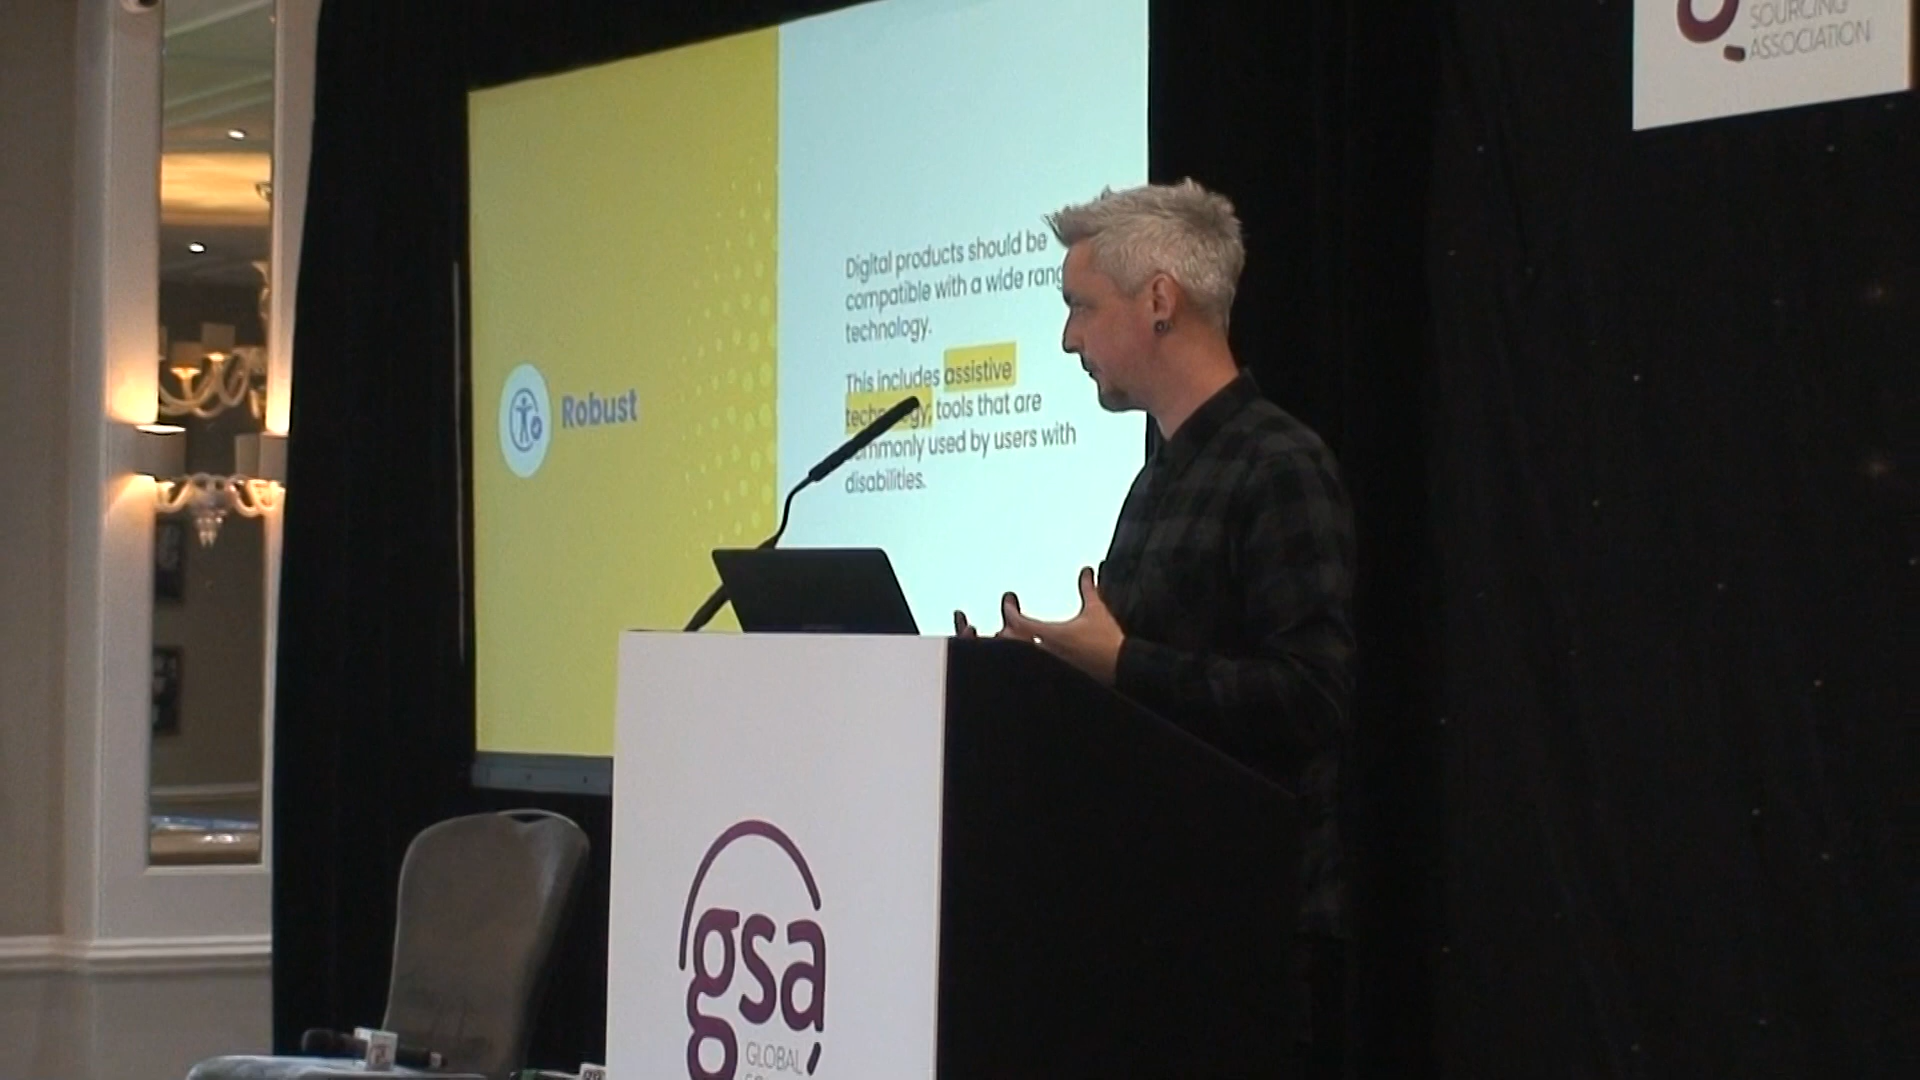 SOURCING
ASSOCIATION
Digital products should be
compatible with a wide rang
technology.
This includes assistive
tools that are
commonly used by users with
disabilities.
Robust
gsa
GLOBAL